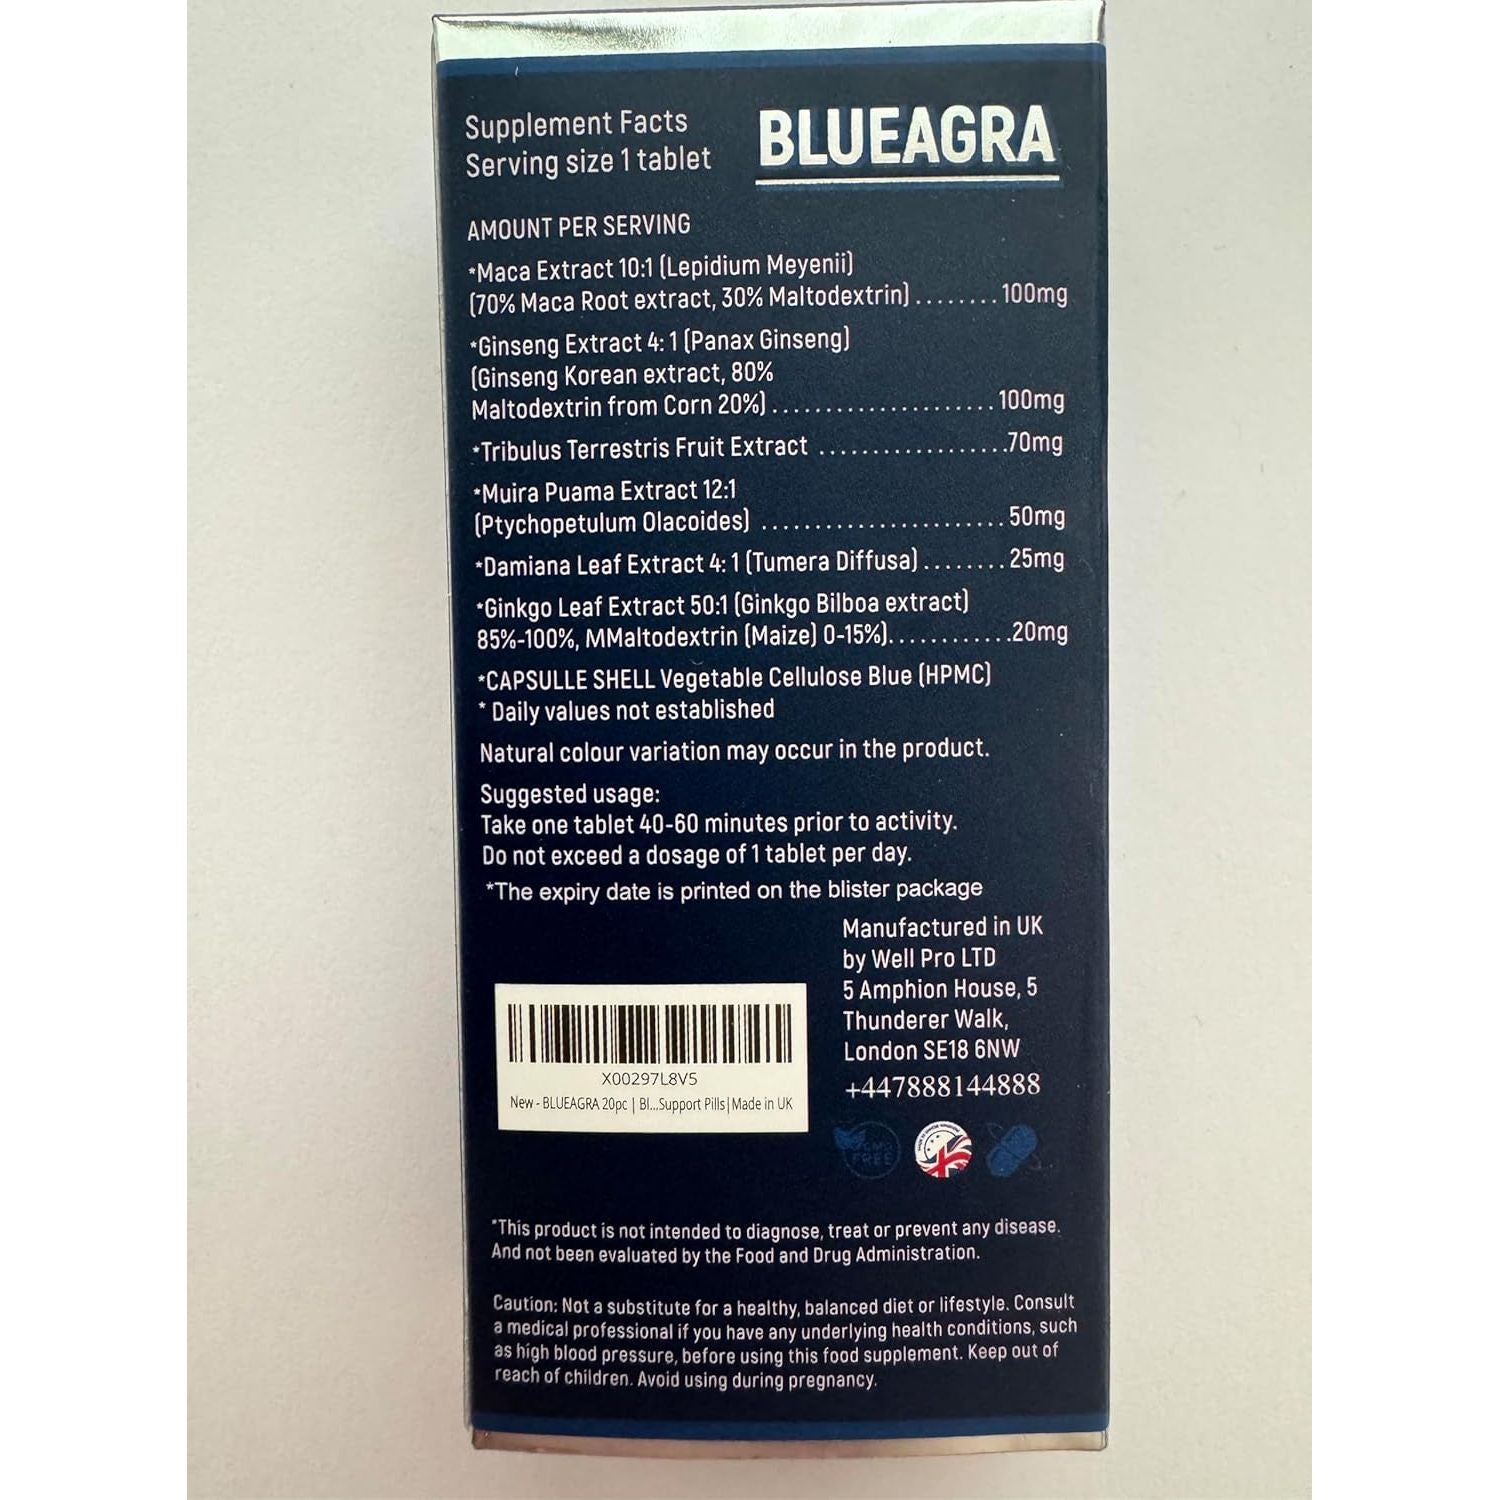 Supplement Facts
Serving size 1 tablet
BLUEAGRA
AMOUNT PER SERVING
*Maca Extract 10:1 (Lepidium Meyenii)
(70% Maca Root extract, 30% Maltodextrin) ........ 100mg
*Ginseng Extract 4: 1 (Panax Ginseng)
(Ginseng Korean extract, 80%
Maltodextrin from Corn 20%) ...................... 100mg
*Tribulus Terrestris Fruit Extract ...................70mg
*Muira Puama Extract 12:1
(Ptychopetulum Olacoides) ........................ 50mg
*Damiana Leaf Extract 4: 1 (Tumera Diffusa) ........ 25mg
*Ginkgo Leaf Extract 50:1 (Ginkgo Bilboa extract)
85%-100%, MMaltodextrin (Maize) 0-15%)............20mg
*CAPSULLE SHELL Vegetable Cellulose Blue (HPMC)
* Daily values not established
Natural colour variation may occur in the product.
Suggested usage:
Take one tablet 40-60 minutes prior to activity.
Do not exceed a dosage of 1 tablet per day.
*The expiry date is printed on the blister package
Manufactured in UK
by Well Pro LTD
5 Amphion House, 5
Thunderer Walk,
London SE18 6NW
+447888144888
X00297L8V5
New - BLUEAGRA 20pc | Bl...Support Pills | Made in UK
FREE
*This product is not intended to diagnose, treat or prevent any disease.
And not been evaluated by the Food and Drug Administration.
Caution: Not a substitute for a healthy, balanced diet or lifestyle. Consult
a medical professional if you have any underlying health conditions, such
as high blood pressure, before using this food supplement. Keep out of
reach of children. Avoid using during pregnancy.